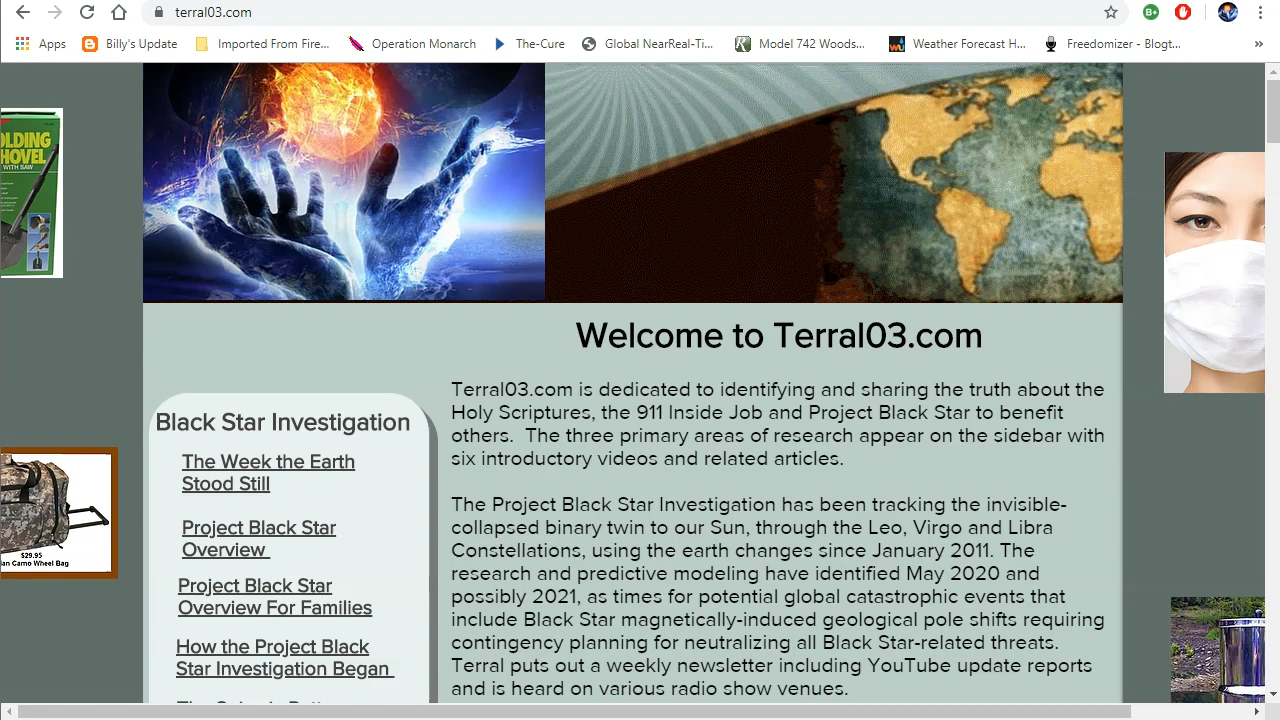 terral03.com
Apps
Billy's Update
Imported From Fire...
Operation Monarch
The-Cure
Global NearReal-Ti...
Model 742 Woods...
Weather Forecast H...
Freedomizer - Blogt...
»
OLDING
HOVEL
WITH SAW
Welcome to Terral03.com
Terral03.com is dedicated to identifying and sharing the truth about the
Holy Scriptures, the 911 Inside Job and Project Black Star to benefit
others. The three primary areas of research appear on the sidebar with
six introductory videos and related articles.
The Project Black Star Investigation has been tracking the invisible-
collapsed binary twin to our Sun, through the Leo, Virgo and Libra
Constellations, using the earth changes since January 2011. The
research and predictive modeling have identified May 2020 and
possibly 2021, as times for potential global catastrophic events that
include Black Star magnetically-induced geological pole shifts requiring
contingency planning for neutralizing all Black Star-related threats.
Terral puts out a weekly newsletter including YouTube update reports
and is heard on various radio show venues.
Black Star Investigation
The Week the Earth
Stood Still
Project Black Star
Overview
Project Black Star
Overview For Families
How the Project Black
Star Investigation Began
$29.95
an Camo Wheel Bag